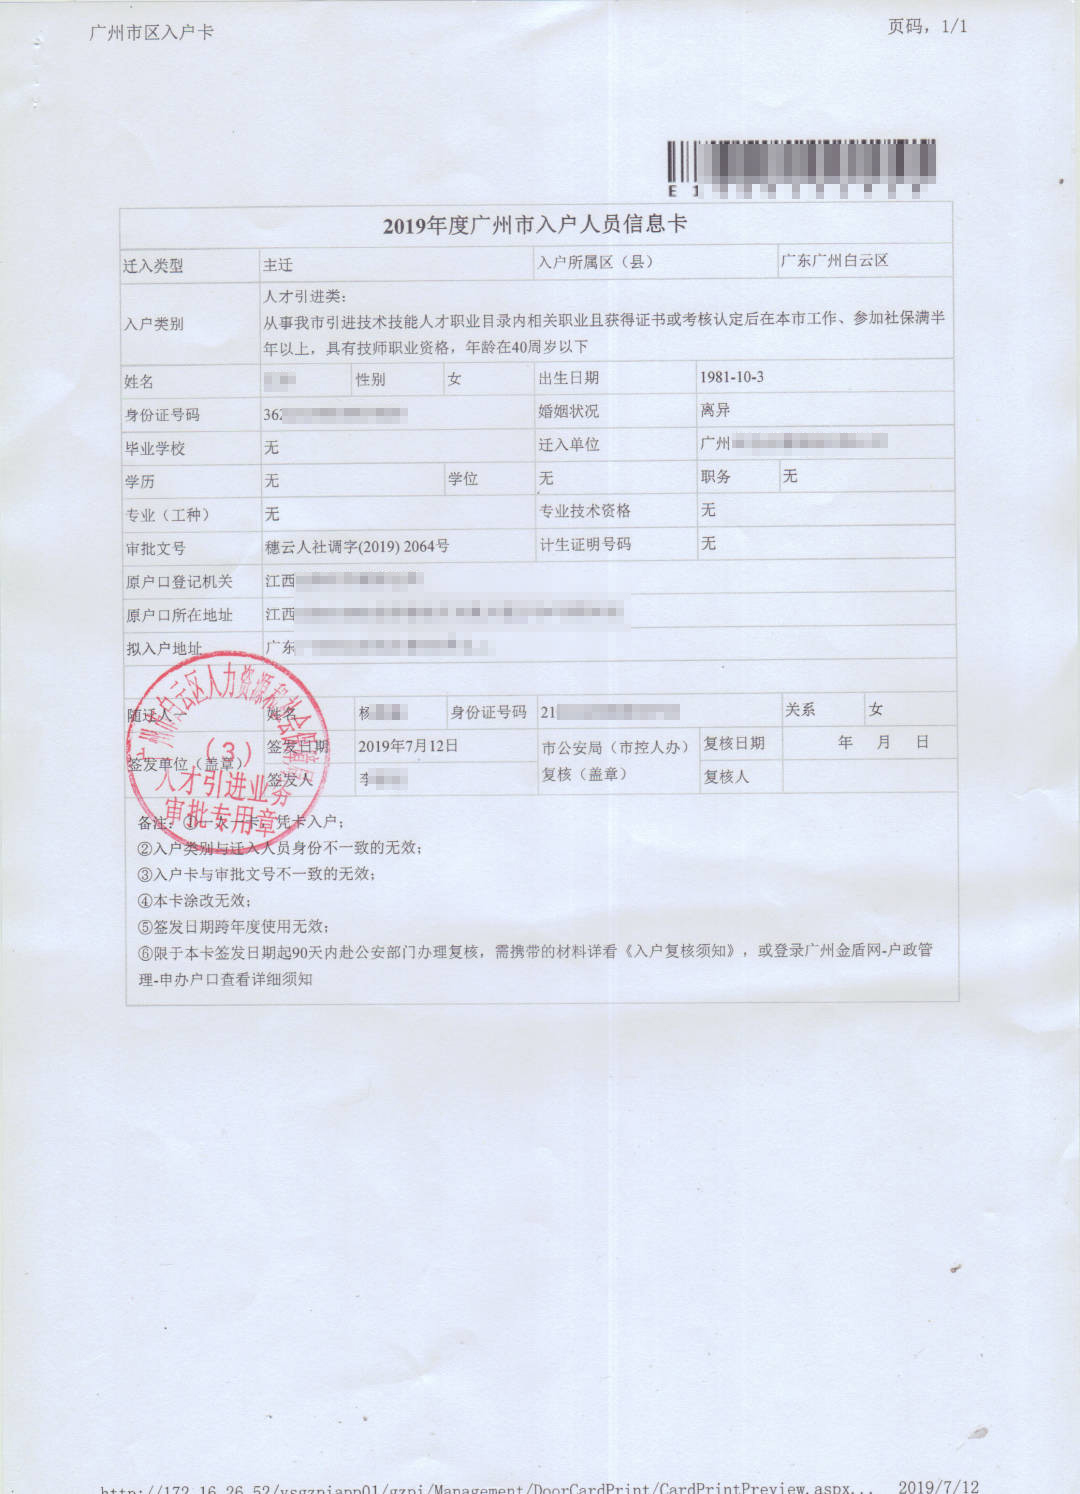 广州市区入户卡
页码，1/1
E 1
2019年度广州市入户人员信息卡
迁入类型 主迁 入户所属区（县） 广东广州白云区
入户类别
人才引进类：
从事我市引进技术技能人才职业目录内相关职业且获得证书或考核认定后在本市工作、参加社保满半
年以上，具有技师职业资格，年龄在40周岁以下
姓名 性别 女 出生日期 1981-10-3
身份证号码 362 婚姻状况 离异
毕业学校 无 迁入单位 广州
学历 无 学位 无 职务 无
专业（工种） 无 专业技术资格 无
审批文号 穗云人社调字(2019) 2064号 计生证明号码 无
原户口登记机关 江西
原户口所在地址 江西
拟入户地址 广东
随迁人 姓名 杨 身份证号码 21 关系 女
签发单位（盖章） 签发日期 2019年7月12日 市公安局（市控人办） 复核日期 年 月 日
签发人 李 复核（盖章） 复核人
广州市白云区人力资源和社会保障局
（3）
人才引进业务
审批专用章
备注：①一次一卡，凭卡入户；
②入户类别与迁入人员身份不一致的无效；
③入户卡与审批文号不一致的无效；
④本卡涂改无效；
⑤签发日期跨年度使用无效；
⑥限于本卡签发日期起90天内赴公安部门办理复核，需携带的材料详看《入户复核须知》，或登录广州金盾网-户政管
理-申办户口查看详细须知
http://172.16.26.52/ysgzpiapp01/gzpi/Management/DoorCardPrint/CardPrintPreview.aspx... 2019/7/12